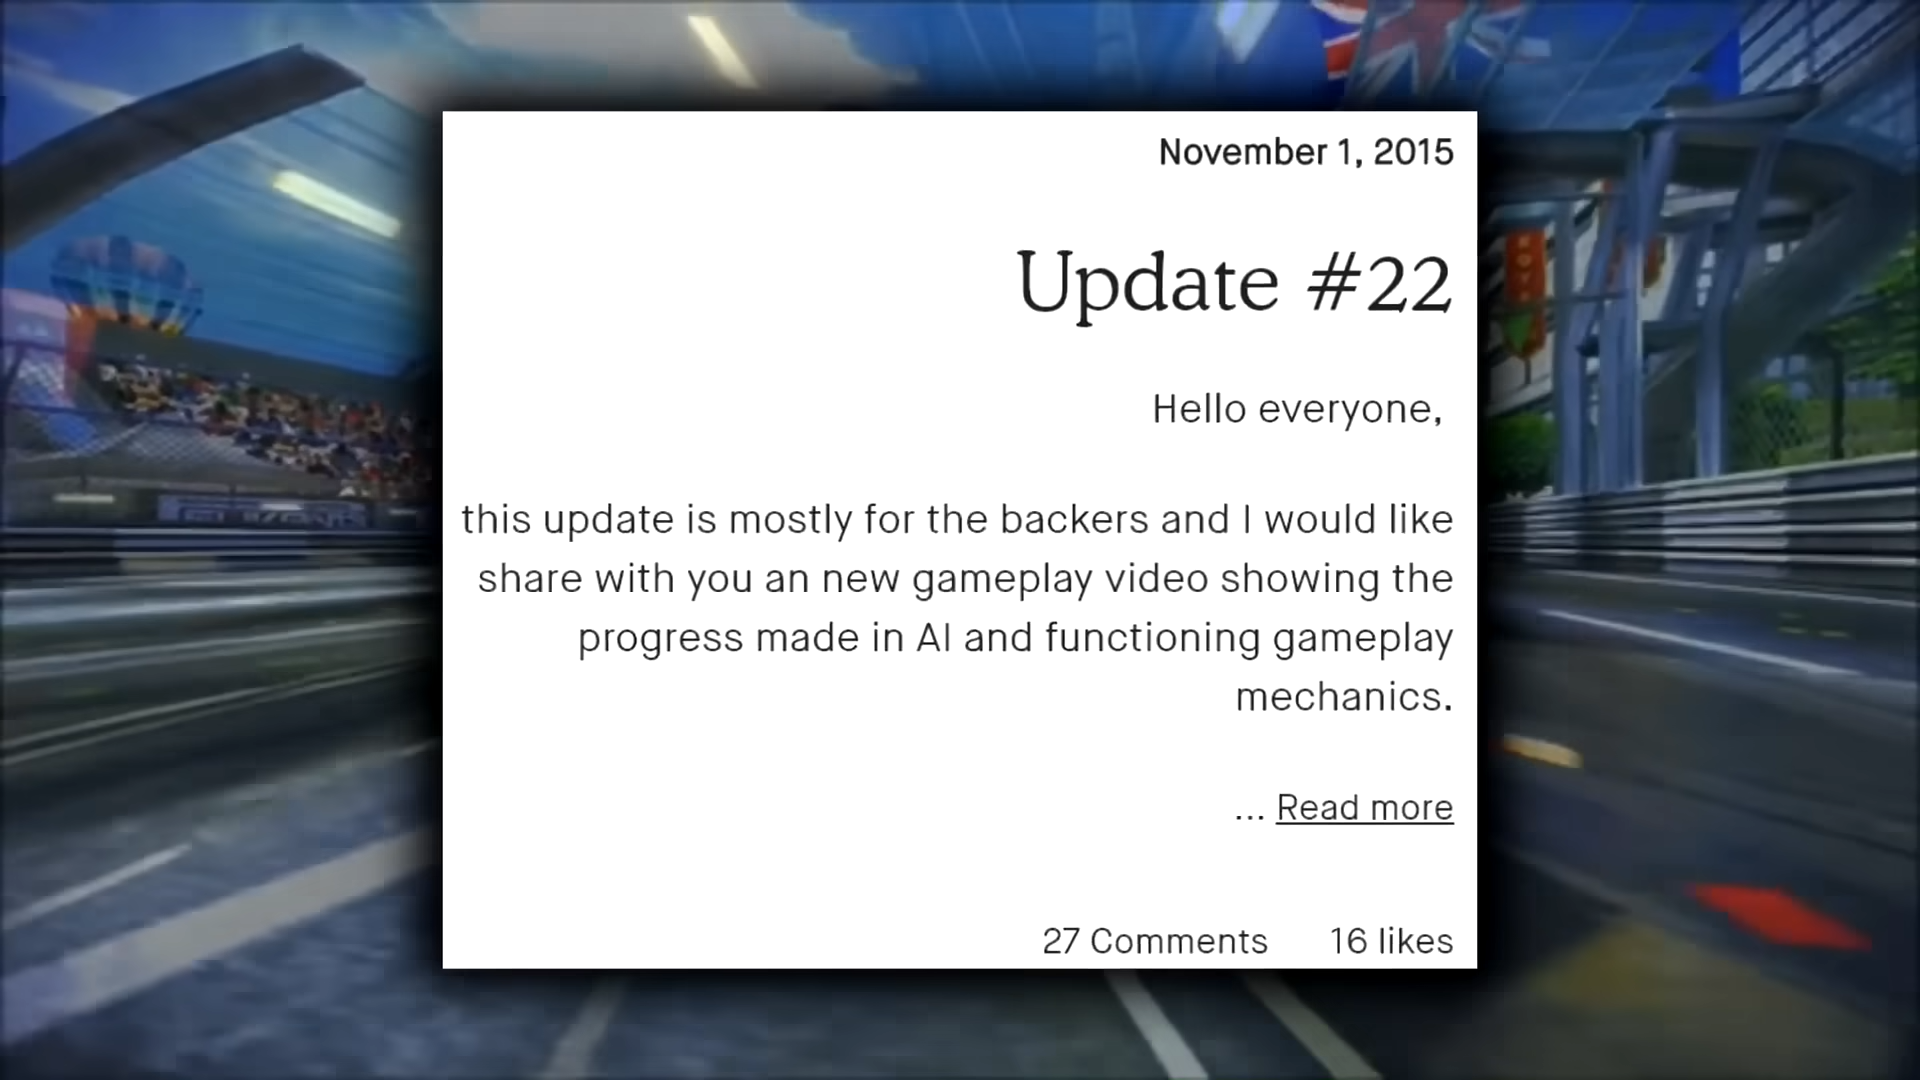 November 1, 2015
Update #22
Hello everyone,
this update is mostly for the backers and I would like
share with you an new gameplay video showing the
progress made in AI and functioning gameplay
mechanics.
... Read more
27 Comments 16 likes